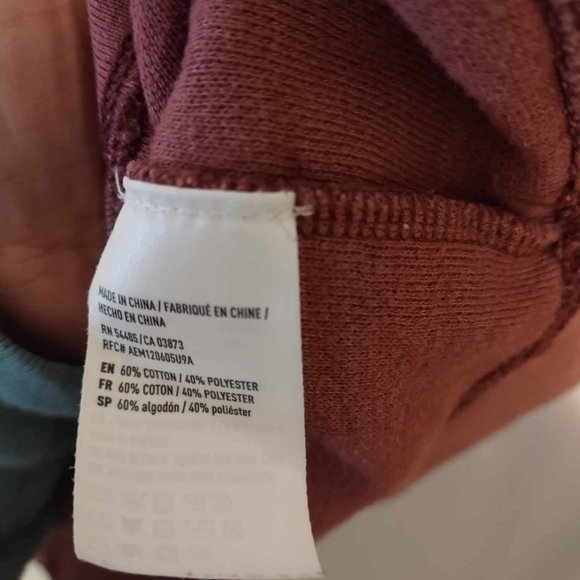 MADE IN CHINA / FABRIQUÉ EN CHINE /
HECHO EN CHINA
RN 54485 / CA 03873
RFC# AEM120605U9A
EN 60% COTTON / 40% POLYESTER
FR 60% COTON / 40% POLYESTER
SP 60% algodón / 40% poliéster